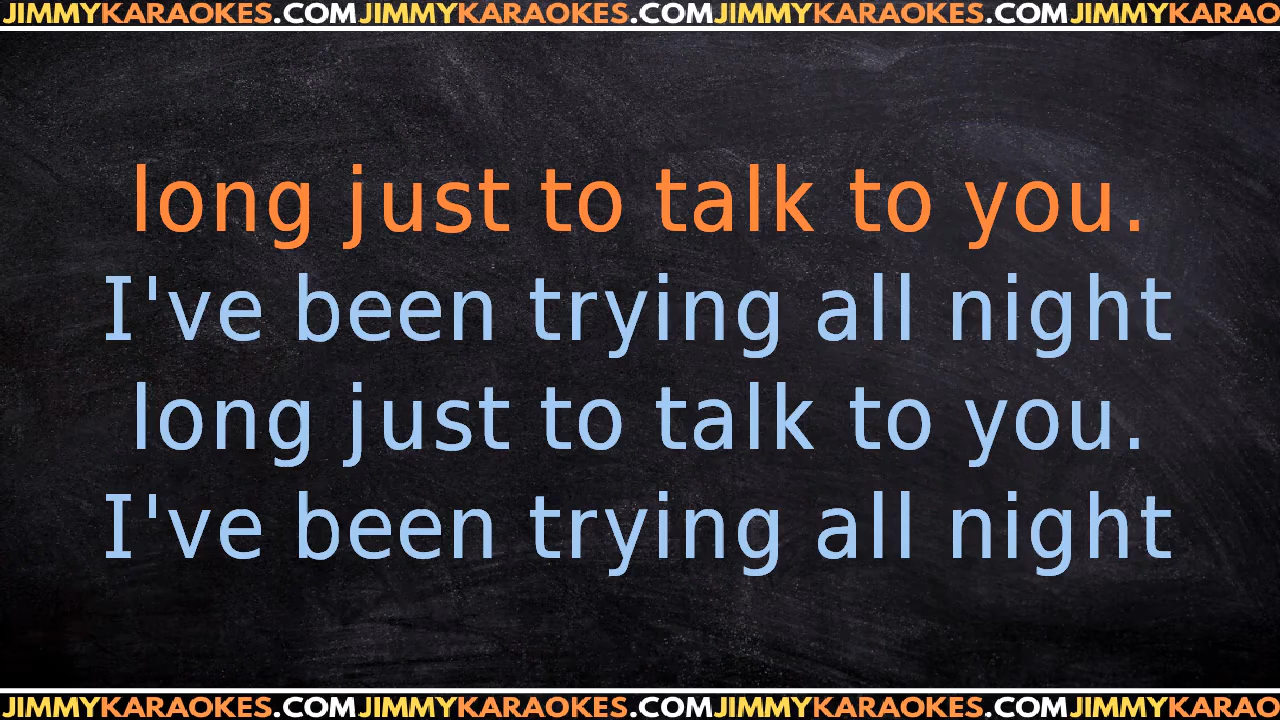 JIMMYKARAOKES.COMJIMMYKARAOKES.COMJIMMYKARAOKES.COMJIMMYKARAO
long just to talk to you.
I've been trying all night
long just to talk to you.
I've been trying all night
JIMMYKARAOKES.COMJIMMYKARAOKES.COMJIMMYKARAOKES.COMJIMMYKARAO